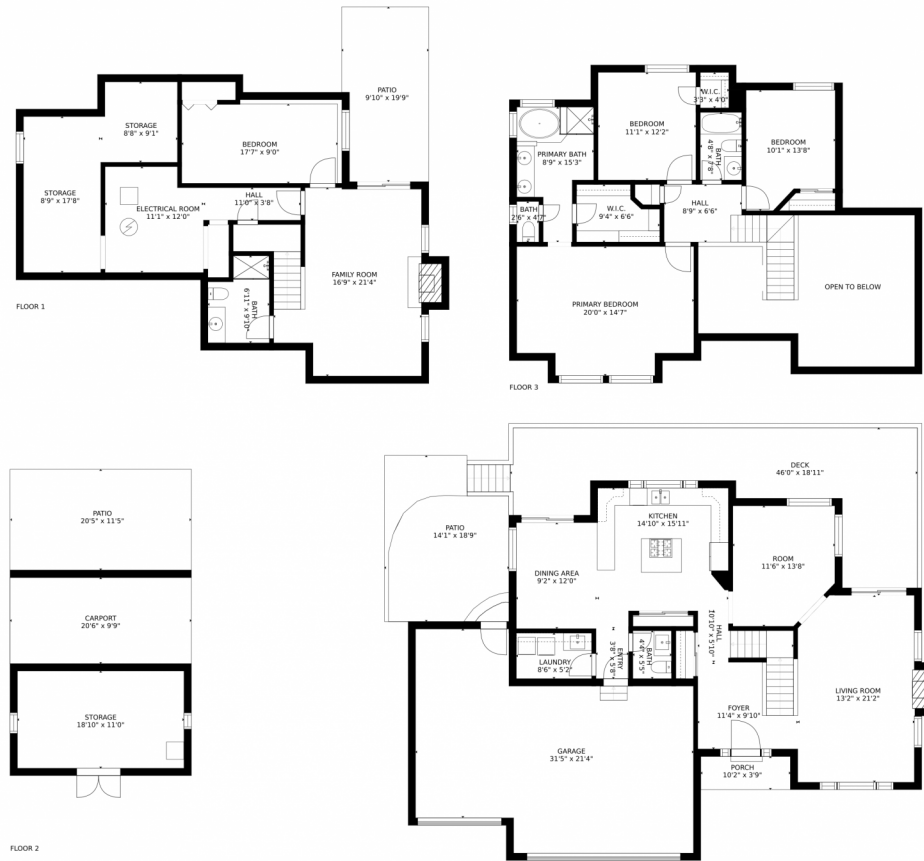 PATIO
9'10" x 19'9"
STORAGE
8'8" x 9'1"
BEDROOM
17'7" x 9'0"
STORAGE
8'9" x 17'8"
ELECTRICAL ROOM
11'1" x 12'0"
HALL
11'0" x 3'8"
FAMILY ROOM
16'9" x 21'4"
BATH
6'11" x 9'10"
FLOOR 1
W.I.C.
3'3" x 4'0"
BEDROOM
11'1" x 12'2"
BEDROOM
10'1" x 13'8"
PRIMARY BATH
8'9" x 15'3"
BATH
4'8" x 7'8"
BATH
2'6" x 4'7"
W.I.C.
9'4" x 6'6"
HALL
8'9" x 6'6"
PRIMARY BEDROOM
20'0" x 14'7"
OPEN TO BELOW
FLOOR 3
PATIO
20'5" x 11'5"
CARPORT
20'6" x 9'9"
STORAGE
18'10" x 11'0"
DECK
46'0" x 18'11"
PATIO
14'1" x 18'9"
KITCHEN
14'10" x 15'11"
DINING AREA
9'2" x 12'0"
ROOM
11'6" x 13'8"
HALL
10'10" x 5'10"
LAUNDRY
8'6" x 5'2"
ENTRY
3'8" x 5'8"
BATH
4'4" x 5'5"
FOYER
11'4" x 9'10"
LIVING ROOM
13'2" x 21'2"
GARAGE
31'5" x 21'4"
PORCH
10'2" x 3'9"
FLOOR 2